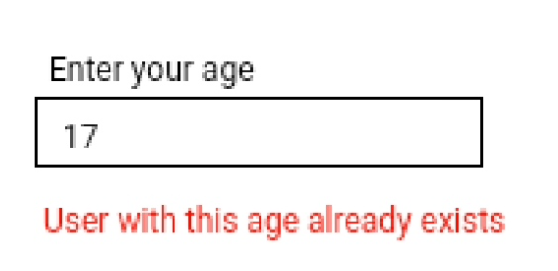 Enter your age
17
User with this age already exists